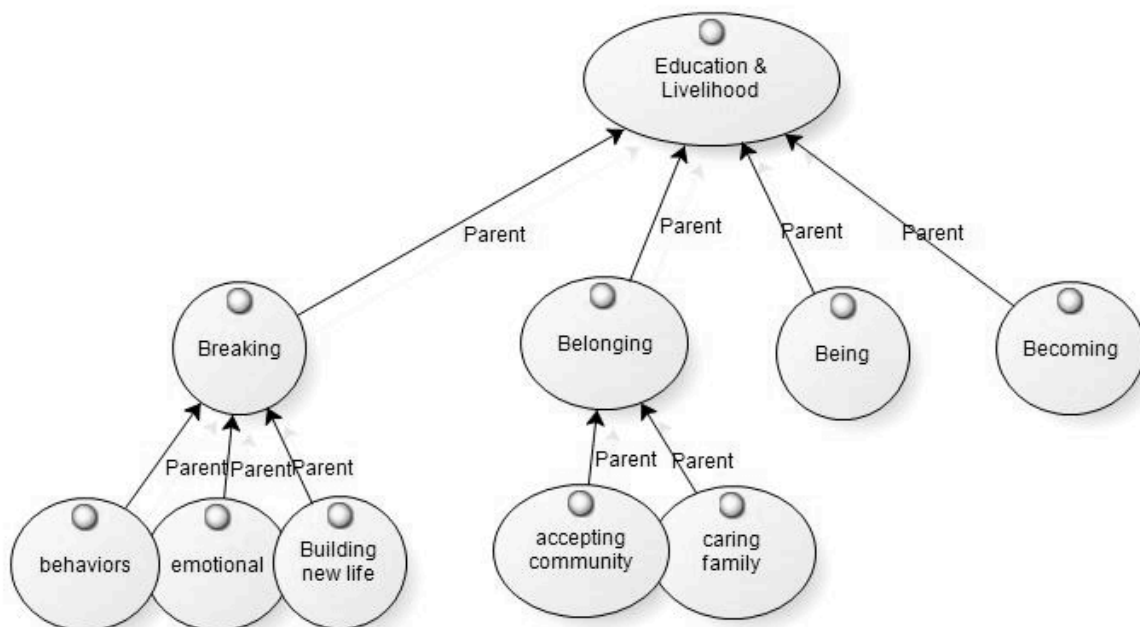 Education &
Livelihood
Parent
Parent
Parent
Parent
Breaking
Belonging
Being
Becoming
Parent
Parent
Parent
Parent
Parent
behaviors
emotional
Building
new life
accepting
community
caring
family